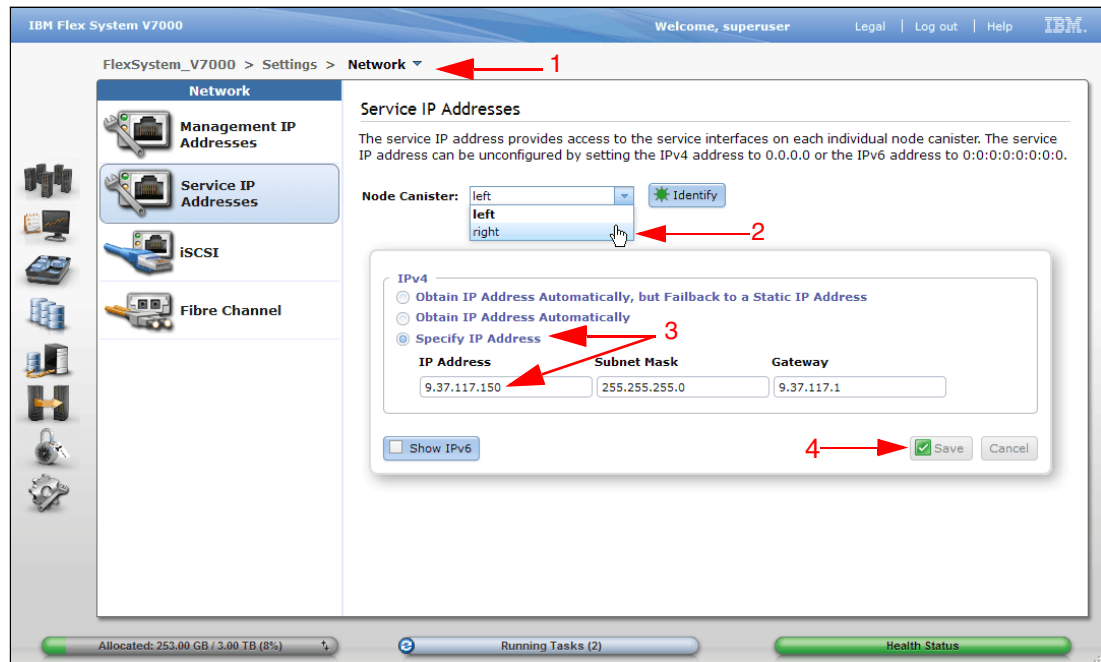 IBM Flex System V7000
Welcome, superuser
Legal | Log out | Help
IBM.
FlexSystem_V7000 > Settings > Network
1
Network
Management IP
Addresses
Service IP
Addresses
iSCSI
Fibre Channel
Service IP Addresses
The service IP address provides access to the service interfaces on each individual node canister. The service
IP address can be unconfigured by setting the IPv4 address to 0.0.0.0 or the IPv6 address to 0:0:0:0:0:0:0:0.
Node Canister: left
Identify
left
right
2
IPv4
Obtain IP Address Automatically, but Failback to a Static IP Address
Obtain IP Address Automatically
Specify IP Address
3
IP Address Subnet Mask Gateway
9.37.117.150 255.255.255.0 9.37.117.1
Show IPv6
4
Save Cancel
Allocated: 253.00 GB / 3.00 TB (8%)
Running Tasks (2)
Health Status